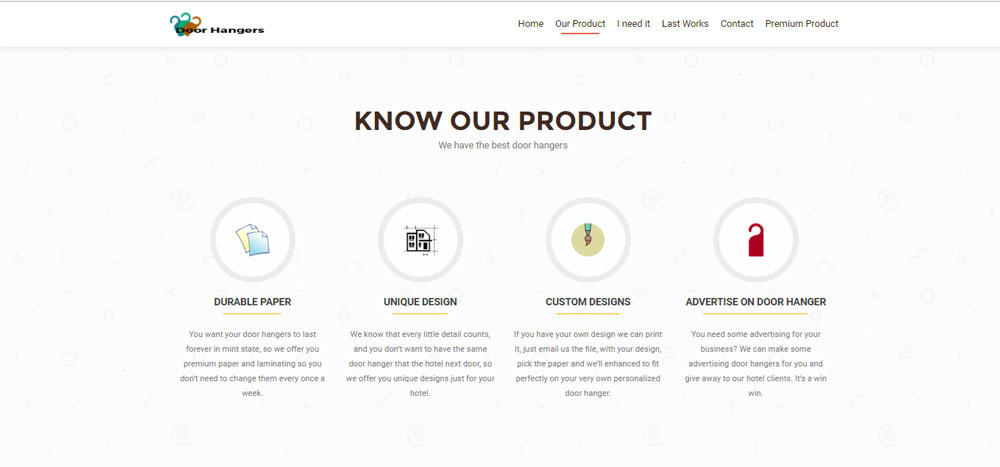 Door Hangers
Home Our Product I need it Last Works Contact Premium Product
KNOW OUR PRODUCT
We have the best door hangers
DURABLE PAPER
You want your door hangers to last
forever in mint state, so we offer you
premium paper and laminating so you
don't need to change them every once a
week.
UNIQUE DESIGN
We know that every little detail counts,
and you don't want to have the same
door hanger that the hotel next door, so
we offer you unique designs just for your
hotel.
CUSTOM DESIGNS
If you have your own design we can print
it, just email us the file, with your design,
pick the paper and we'll enhanced to fit
perfectly on your very own personalized
door hanger.
ADVERTISE ON DOOR HANGER
You need some advertising for your
business? We can make some
advertising door hangers for you and
give away to our hotel clients. It's a win
win.